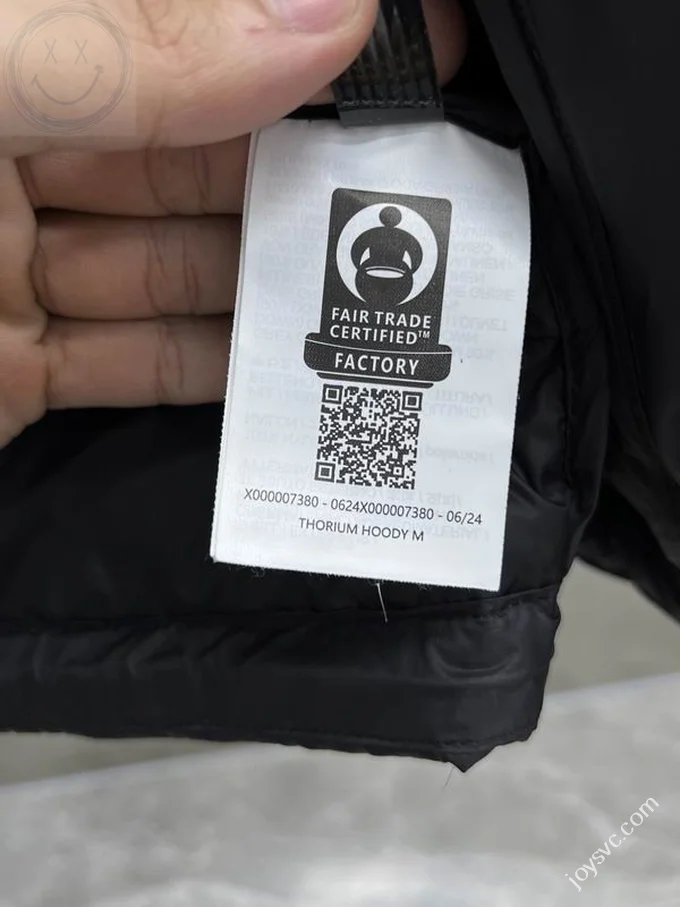 FAIR TRADE
CERTIFIED™
FACTORY
X000007380 - 0624X000007380 - 06/24
THORIUM HOODY M
joysvc.com